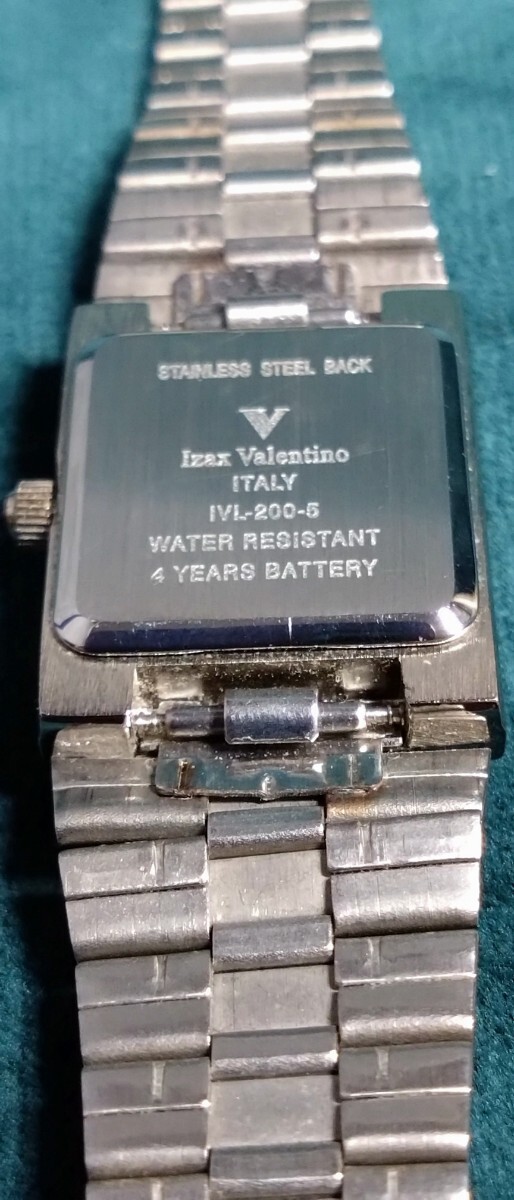 STAINLESS STEEL BACK
V
Izax Valentino
ITALY
IVL-200-5
WATER RESISTANT
4 YEARS BATTERY